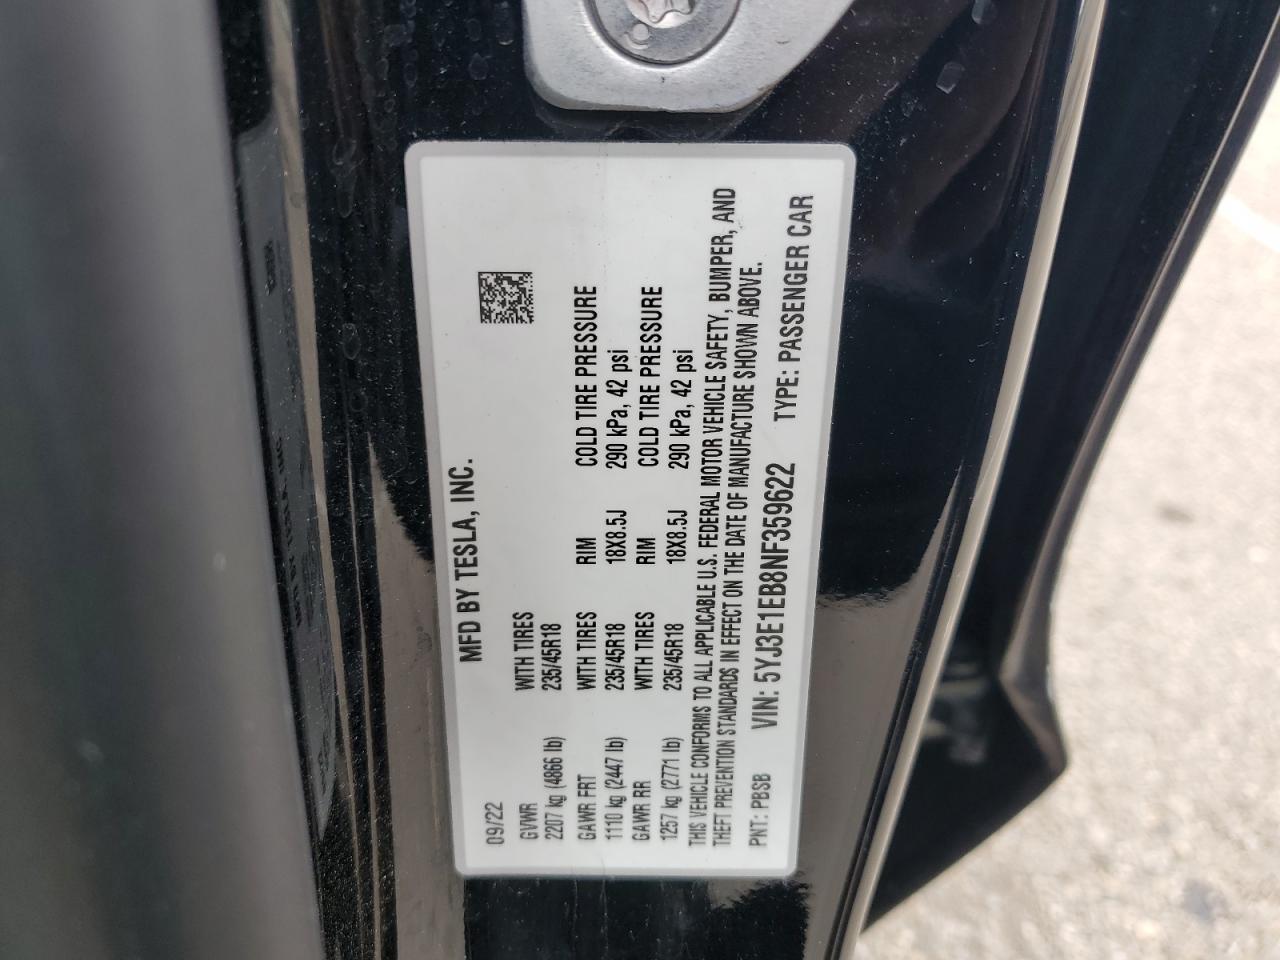 MFD BY TESLA, INC.
09/22
GVWR WITH TIRES
2207 kg (4866 lb) 235/45R18
GAWR FRT WITH TIRES RIM COLD TIRE PRESSURE
1110 kg (2447 lb) 235/45R18 18X8.5J 290 kPa, 42 psi
GAWR RR WITH TIRES RIM COLD TIRE PRESSURE
1257 kg (2771 lb) 235/45R18 18X8.5J 290 kPa, 42 psi
THIS VEHICLE CONFORMS TO ALL APPLICABLE U.S. FEDERAL MOTOR VEHICLE SAFETY, BUMPER, AND
THEFT PREVENTION STANDARDS IN EFFECT ON THE DATE OF MANUFACTURE SHOWN ABOVE.
PNT: PBSB VIN: 5YJ3E1EB8NF359622 TYPE: PASSENGER CAR